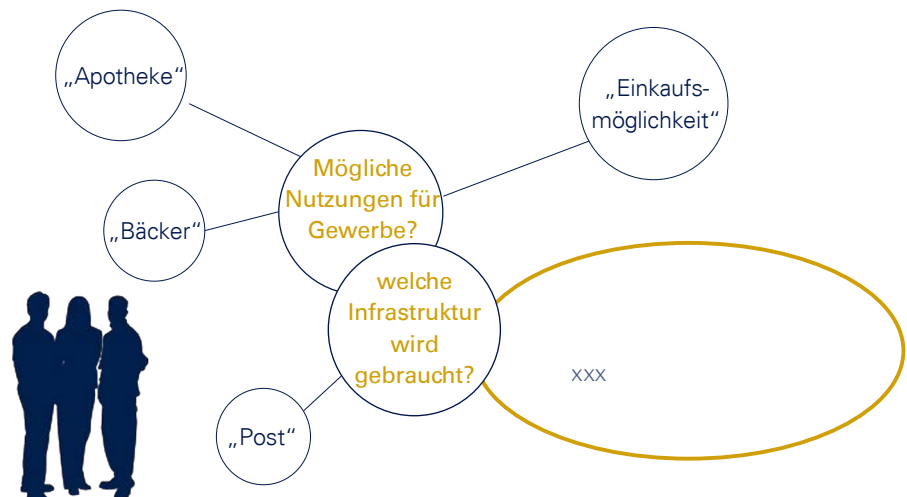 „Apotheke“
„Einkaufs-
möglichkeit“
Mögliche
Nutzungen für
Gewerbe?
„Bäcker“
welche
Infrastruktur
wird
gebraucht?
xxx
„Post“